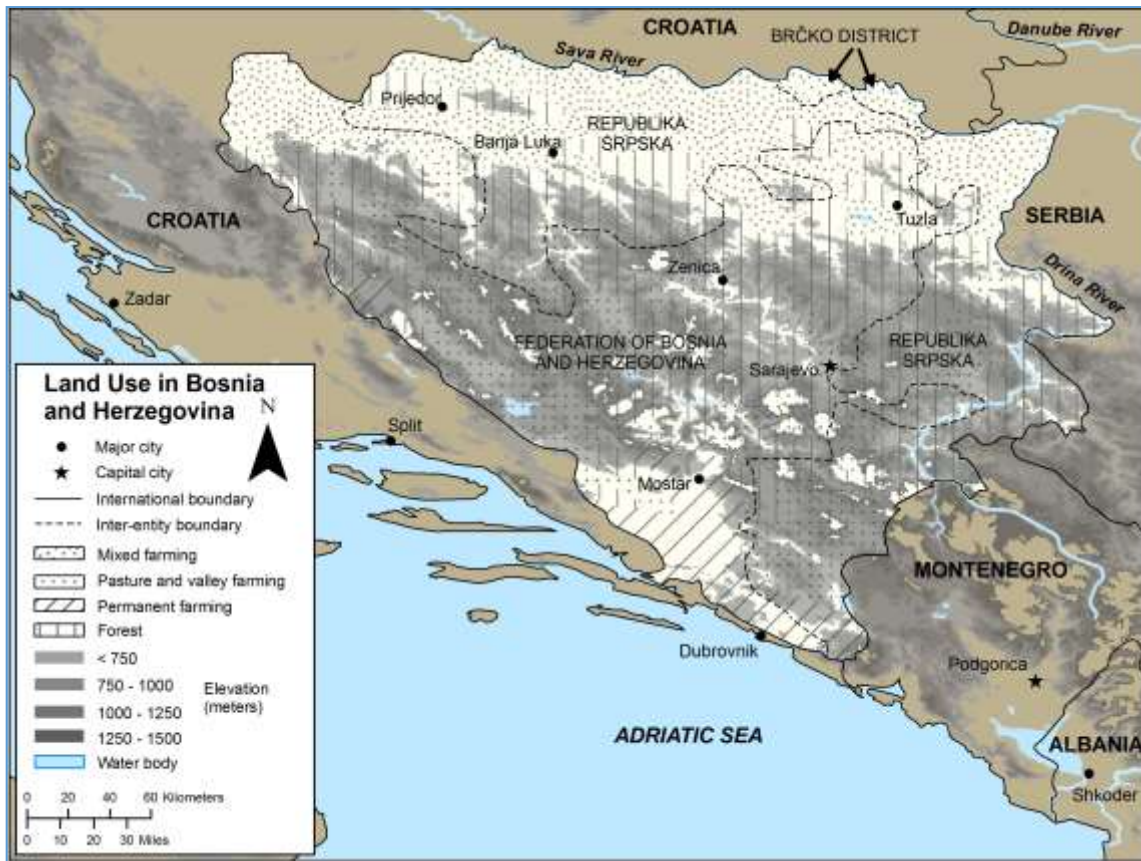 CROATIA
Danube River
BRČKO DISTRICT
Sava River
Prijedor
REPUBLIKA
SRPSKA
Banja Luka
CROATIA
Tuzla
SERBIA
Drina River
Zenica
Zadar
FEDERATION OF BOSNIA
AND HERZEGOVINA
REPUBLIKA
SRPSKA
Sarajevo
Split
Mostar
MONTENEGRO
Dubrovnik
Podgorica
ADRIATIC SEA
ALBANIA
Shkoder
Land Use in Bosnia
and Herzegovina
N
Major city
Capital city
International boundary
Inter-entity boundary
Mixed farming
Pasture and valley farming
Permanent farming
Forest
< 750
750 - 1000
1000 - 1250
1250 - 1500
Elevation
(meters)
Water body
0 20 40 60 Kilometers
0 10 20 30 Miles